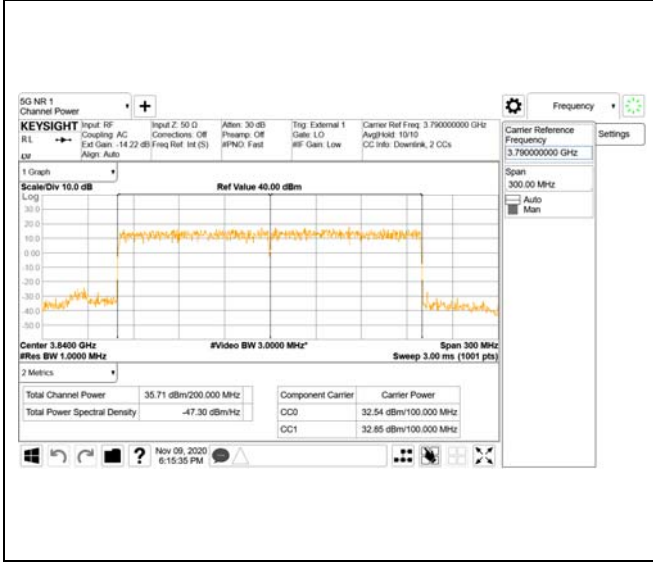 5G NR 1
Channel Power
Frequency
KEYSIGHT Input: RF Input Z: 50 Ω Atten: 30 dB Trig: External 1 Carrier Ref Freq: 3.790000000 GHz
R L Coupling: AC Corrections: Off Preamp: Off Gate: LO Avg|Hold: 10/10
Ext Gain: -14.22 dB Freq Ref: Int (S) #PNO: Fast #IF Gain: Low CC Info: Downlink, 2 CCs
Align: Auto
Carrier Reference
Frequency
3.790000000 GHz
Settings
Span
300.00 MHz
Auto
Man
1 Graph
Scale/Div 10.0 dB Ref Value 40.00 dBm
Log
30.0
20.0
10.0
0.00
-10.0
-20.0
-30.0
-40.0
-50.0
Center 3.8400 GHz #Video BW 3.0000 MHz* Span 300 MHz
#Res BW 1.0000 MHz Sweep 3.00 ms (1001 pts)
2 Metrics
Total Channel Power 35.71 dBm/200.000 MHz
Total Power Spectral Density -47.30 dBm/Hz
Component Carrier Carrier Power
CC0 32.54 dBm/100.000 MHz
CC1 32.85 dBm/100.000 MHz
? Nov 09, 2020
6:15:35 PM